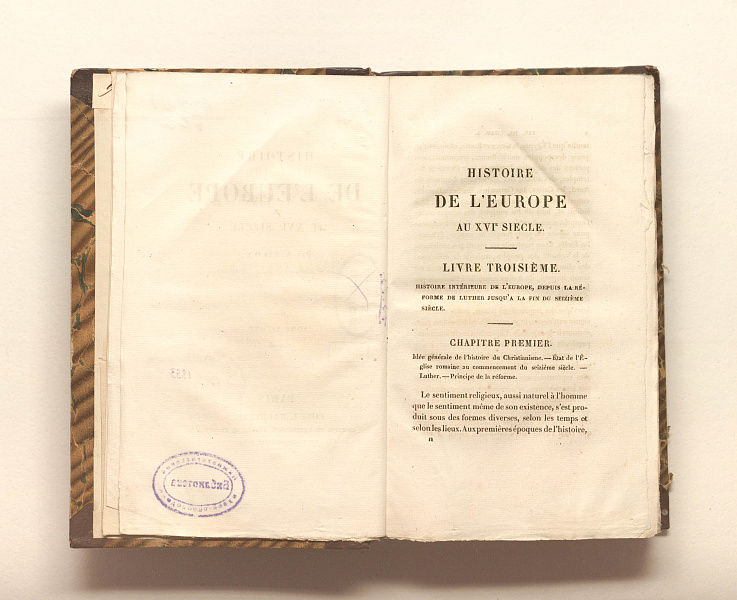 HISTOIRE
DE L'EUROPE
AU XVIe SIECLE.
LIVRE TROISIÈME.
HISTOIRE INTÉRIEURE DE L'EUROPE, DEPUIS LA RÉ-
FORME DE LUTHER JUSQU'A LA FIN DU SEIZIÈME
SIÈCLE.
CHAPITRE PREMIER.
Idée générale de l'histoire du Christianisme. — État de l'É-
glise romaine au commencement du seizième siècle. —
Luther. — Principe de la réforme.
Le sentiment religieux, aussi naturel à l'homme
que le sentiment même de son existence, s'est pro-
duit sous des formes diverses, selon les temps et
selon les lieux. Aux premières époques de l'histoire,
II